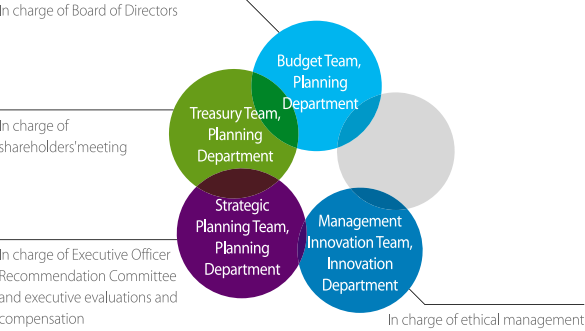 In charge of Board of Directors
Budget Team,
Planning
Department
Treasury Team,
Planning
Department
In charge of
shareholders'meeting
Strategic
Planning Team,
Planning
Department
Management
Innovation Team,
Innovation
Department
In charge of Executive Officer
Recommendation Committee
and executive evaluations and
compensation
In charge of ethical management